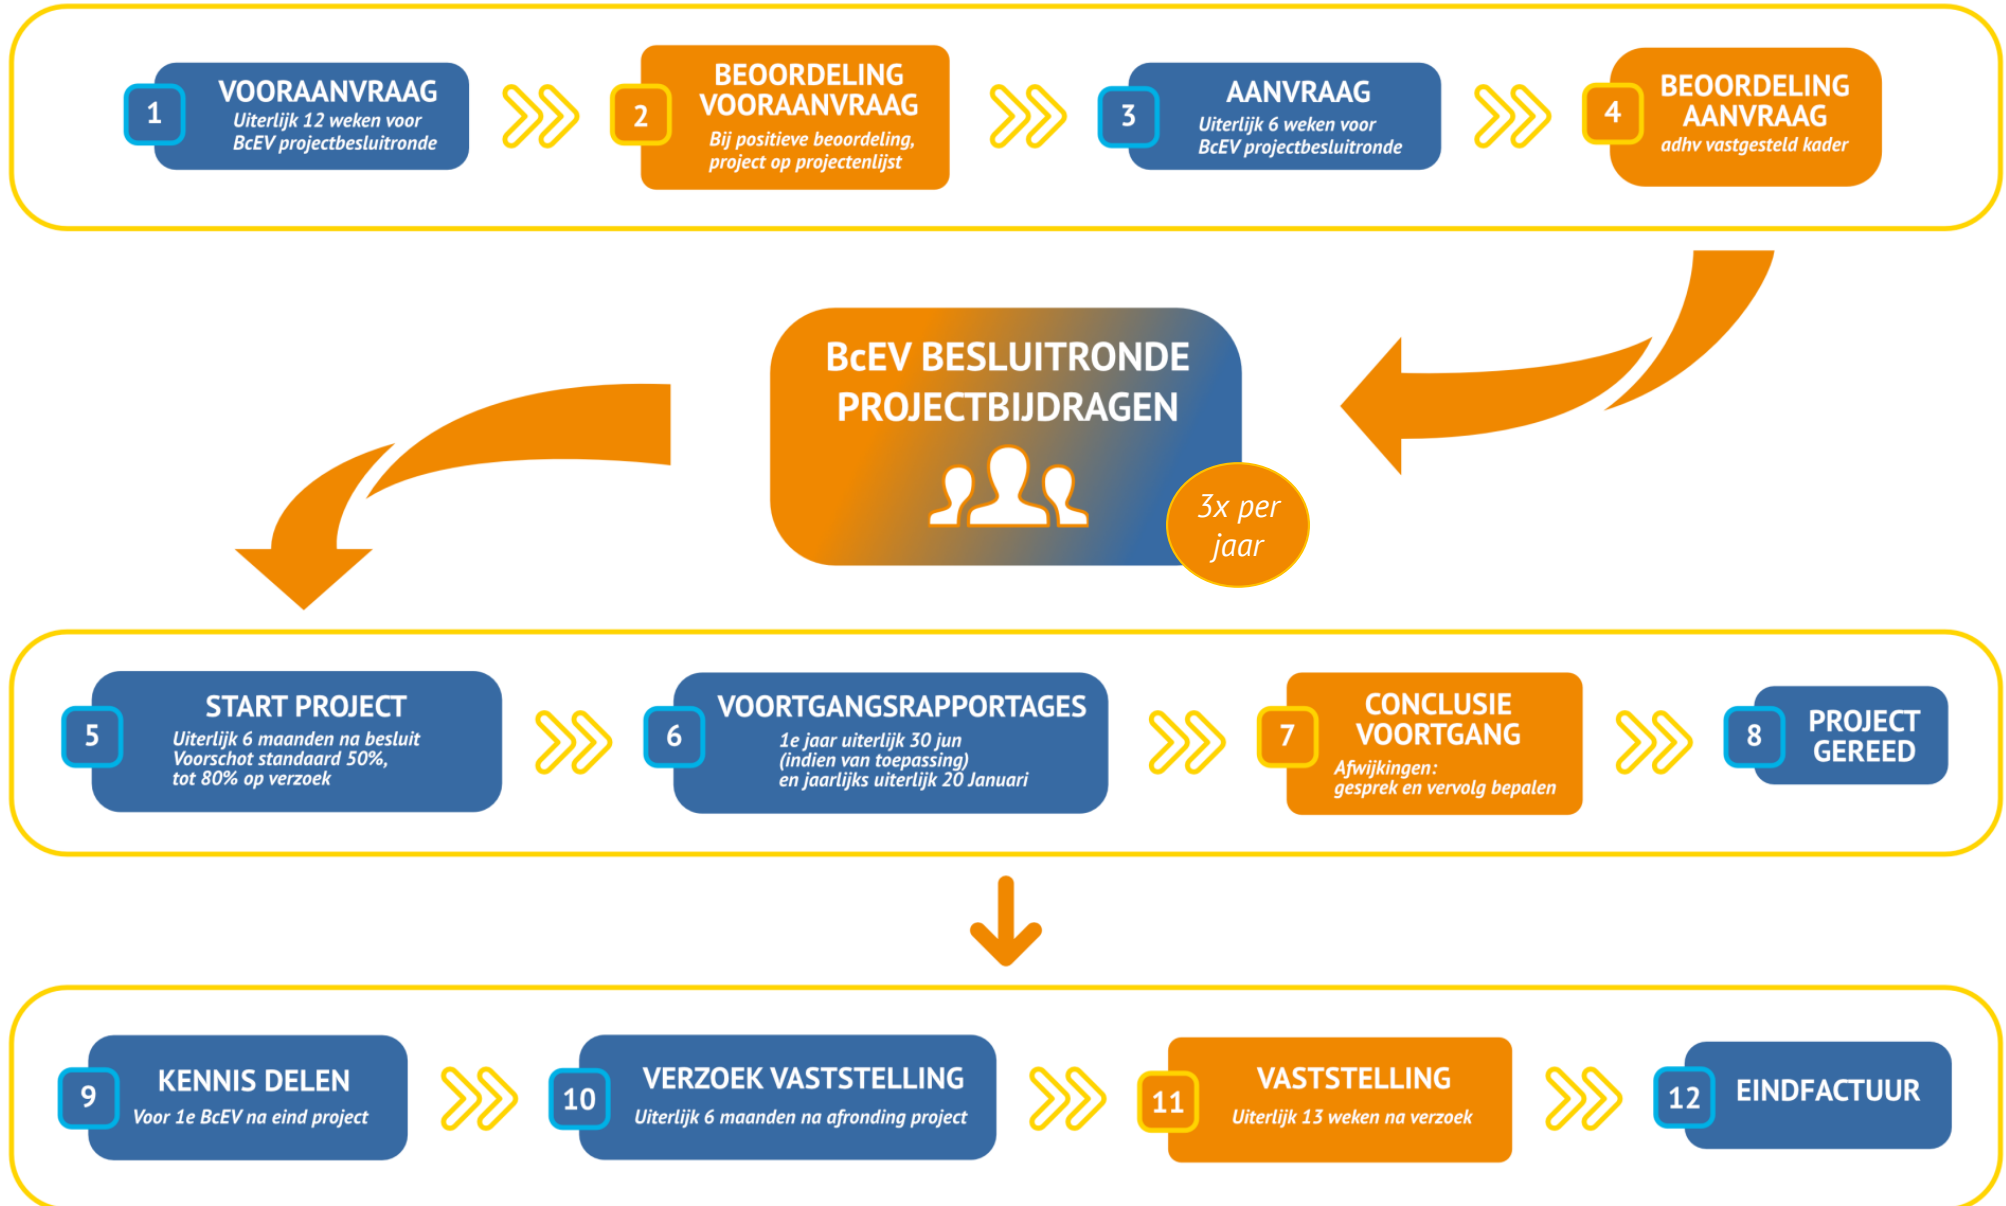 1
VOORAANVRAAG
Uiterlijk 12 weken voor
BcEV projectbesluitronde
2
BEOORDELING
VOORAANVRAAG
Bij positieve beoordeling,
project op projectenlijst
3
AANVRAAG
Uiterlijk 6 weken voor
BcEV projectbesluitronde
4
BEOORDELING
AANVRAAG
adhv vastgesteld kader
BcEV BESLUITRONDE
PROJECTBIJDRAGEN
3x per
jaar
5
START PROJECT
Uiterlijk 6 maanden na besluit
Voorschot standaard 50%,
tot 80% op verzoek
6
VOORTGANGSRAPPORTAGES
1e jaar uiterlijk 30 jun
(indien van toepassing)
en jaarlijks uiterlijk 20 Januari
7
CONCLUSIE
VOORTGANG
Afwijkingen:
gesprek en vervolg bepalen
8
PROJECT
GEREED
9
KENNIS DELEN
Voor 1e BcEV na eind project
10
VERZOEK VASTSTELLING
Uiterlijk 6 maanden na afronding project
11
VASTSTELLING
Uiterlijk 13 weken na verzoek
12
EINDFACTUUR